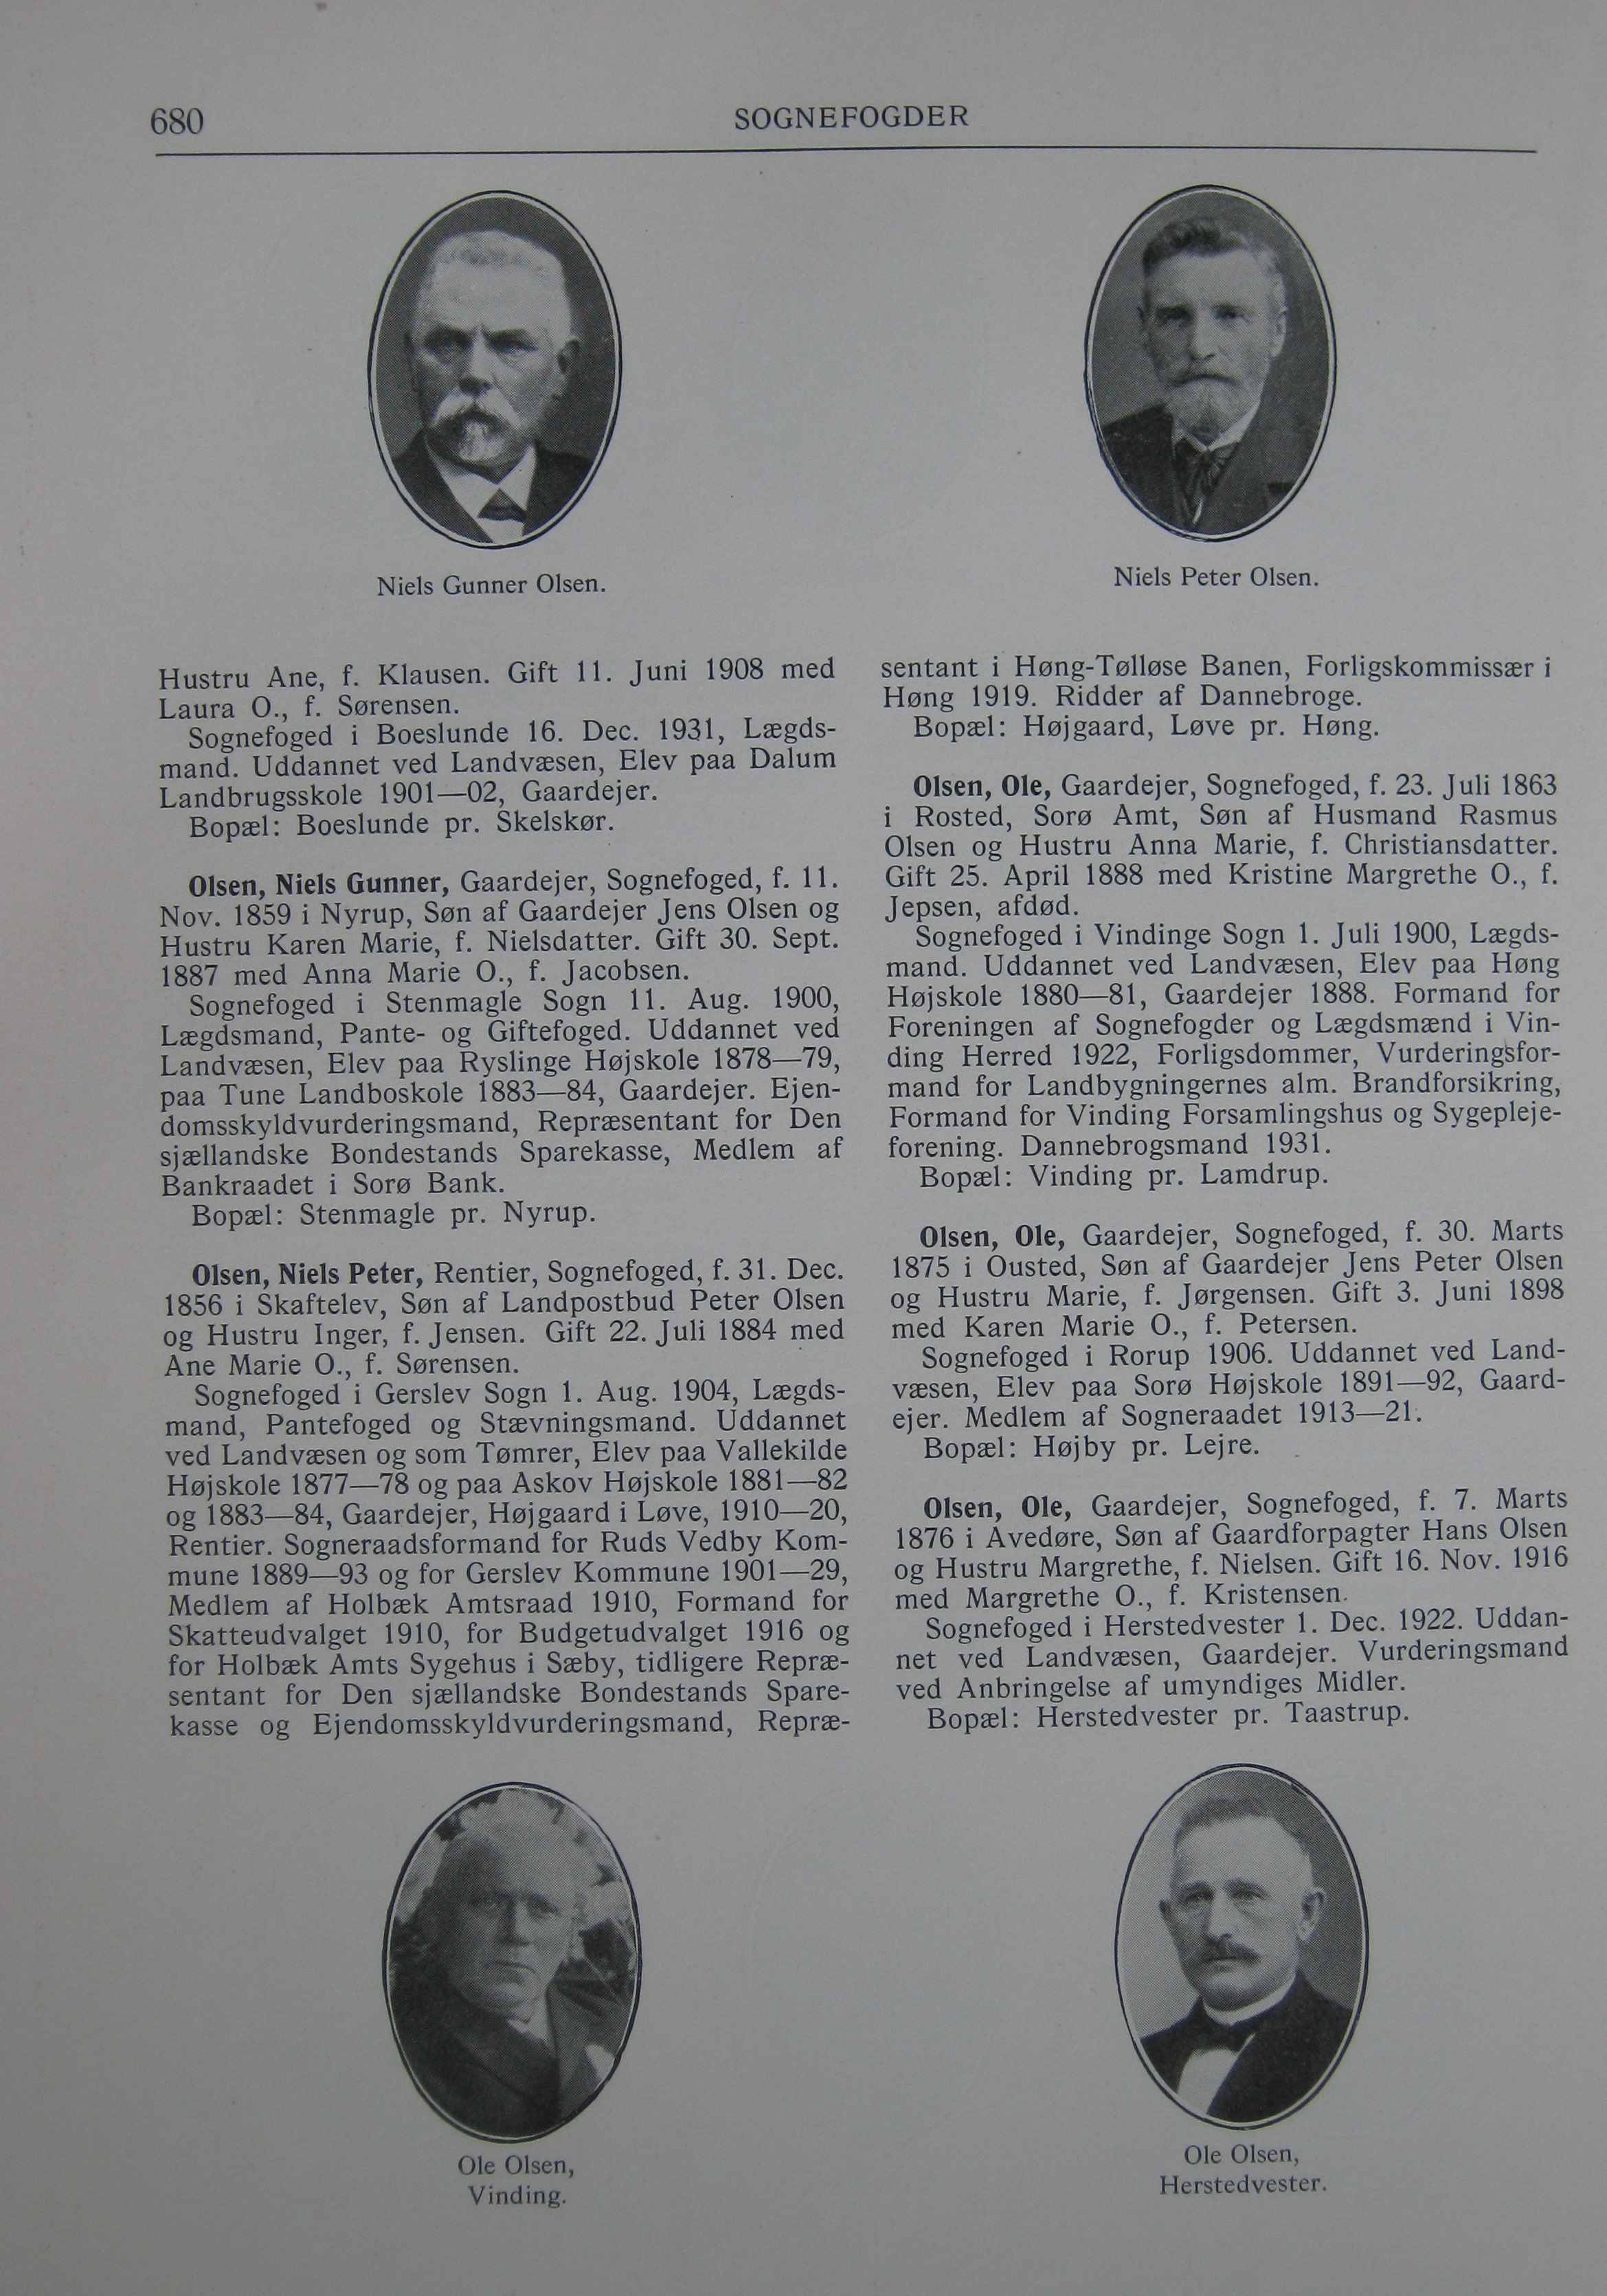 680
SOGNEFOGDER
Niels Gunner Olsen.
Niels Peter Olsen.
Hustru Ane, f. Klausen. Gift 11. Juni 1908 med
Laura O., f. Sørensen.
Sognefoged i Boeslunde 16. Dec. 1931, Lægds-
mand. Uddannet ved Landvæsen, Elev paa Dalum
Landbrugsskole 1901—02, Gaardejer.
Bopæl: Boeslunde pr. Skelskør.
Olsen, Niels Gunner, Gaardejer, Sognefoged, f. 11.
Nov. 1859 i Nyrup, Søn af Gaardejer Jens Olsen og
Hustru Karen Marie, f. Nielsdatter. Gift 30. Sept.
1887 med Anna Marie O., f. Jacobsen.
Sognefoged i Stenmagle Sogn 11. Aug. 1900,
Lægdsmand, Pante- og Giftefoged. Uddannet ved
Landvæsen, Elev paa Ryslinge Højskole 1878—79,
paa Tune Landboskole 1883—84, Gaardejer. Ejen-
domsskyldvurderingsmand, Repræsentant for Den
sjællandske Bondestands Sparekasse, Medlem af
Bankraadet i Sorø Bank.
Bopæl: Stenmagle pr. Nyrup.
Olsen, Niels Peter, Rentier, Sognefoged, f. 31. Dec.
1856 i Skaftelev, Søn af Landpostbud Peter Olsen
og Hustru Inger, f. Jensen. Gift 22. Juli 1884 med
Ane Marie O., f. Sørensen.
Sognefoged i Gerslev Sogn 1. Aug. 1904, Lægds-
mand, Pantefoged og Stævningsmand. Uddannet
ved Landvæsen og som Tømrer, Elev paa Vallekilde
Højskole 1877—78 og paa Askov Højskole 1881—82
og 1883—84, Gaardejer, Højgaard i Løve, 1910—20,
Rentier. Sogneraadsformand for Ruds Vedby Kom-
mune 1889—93 og for Gerslev Kommune 1901—29,
Medlem af Holbæk Amtsraad 1910, Formand for
Skatteudvalget 1910, for Budgetudvalget 1916 og
for Holbæk Amts Sygehus i Sæby, tidligere Repræ-
sentant for Den sjællandske Bondestands Spare-
kasse og Ejendomsskyldvurderingsmand, Repræ-
sentant i Høng-Tølløse Banen, Forligskommissær i
Høng 1919. Ridder af Dannebroge.
Bopæl: Højgaard, Løve pr. Høng.
Olsen, Ole, Gaardejer, Sognefoged, f. 23. Juli 1863
i Rosted, Sorø Amt, Søn af Husmand Rasmus
Olsen og Hustru Anna Marie, f. Christiansdatter.
Gift 25. April 1888 med Kristine Margrethe O., f.
Jepsen, afdød.
Sognefoged i Vindinge Sogn 1. Juli 1900, Lægds-
mand. Uddannet ved Landvæsen, Elev paa Høng
Højskole 1880—81, Gaardejer 1888. Formand for
Foreningen af Sognefogder og Lægdsmænd i Vin-
ding Herred 1922, Forligsdommer, Vurderingsfor-
mand for Landbygningernes alm. Brandforsikring,
Formand for Vinding Forsamlingshus og Sygepleje-
forening. Dannebrogsmand 1931.
Bopæl: Vinding pr. Lamdrup.
Olsen, Ole, Gaardejer, Sognefoged, f. 30. Marts
1875 i Ousted, Søn af Gaardejer Jens Peter Olsen
og Hustru Marie, f. Jørgensen. Gift 3. Juni 1898
med Karen Marie O., f. Petersen.
Sognefoged i Rorup 1906. Uddannet ved Land-
væsen, Elev paa Sorø Højskole 1891—92, Gaard-
ejer. Medlem af Sogneraadet 1913—21.
Bopæl: Højby pr. Lejre.
Olsen, Ole, Gaardejer, Sognefoged, f. 7. Marts
1876 i Avedøre, Søn af Gaardforpagter Hans Olsen
og Hustru Margrethe, f. Nielsen. Gift 16. Nov. 1916
med Margrethe O., f. Kristensen.
Sognefoged i Herstedvester 1. Dec. 1922. Uddan-
net ved Landvæsen, Gaardejer. Vurderingsmand
ved Anbringelse af umyndiges Midler.
Bopæl: Herstedvester pr. Taastrup.
Ole Olsen,
Vinding.
Ole Olsen,
Herstedvester.